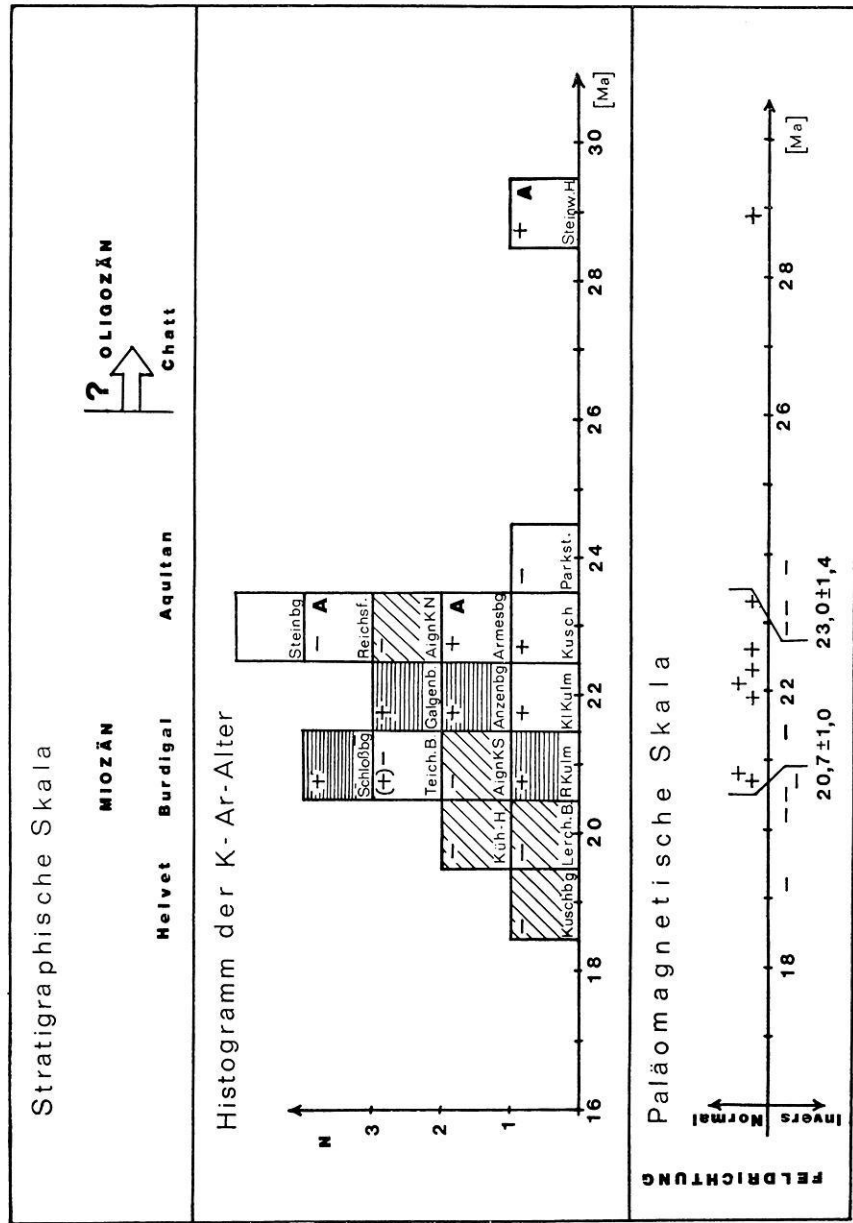 Stratigraphische Skala
MIOZÄN
? OLIGOZÄN
Helvet Burdigal Aquitan Chatt
Histogramm der K-Ar-Alter
N
3
2
1
Steinbg
Schloßbg + − Reichsf. − A
Teich.B (+) − Galgenb. + AignKN −
Küh-H − AignKS − Anzenbg + Armesbg + A
Kuschbg − Lerch.B. − RKulm + KlKulm + Kusch + Parkst. − Steinw.H + A
16 18 20 22 24 26 28 30
[Ma]
Paläomagnetische Skala
FELDRICHTUNG
Invers Normal
+ + + + + + + + +
− − − − − − − −
18 22 26 28
[Ma]
20,7±1,0 23,0±1,4